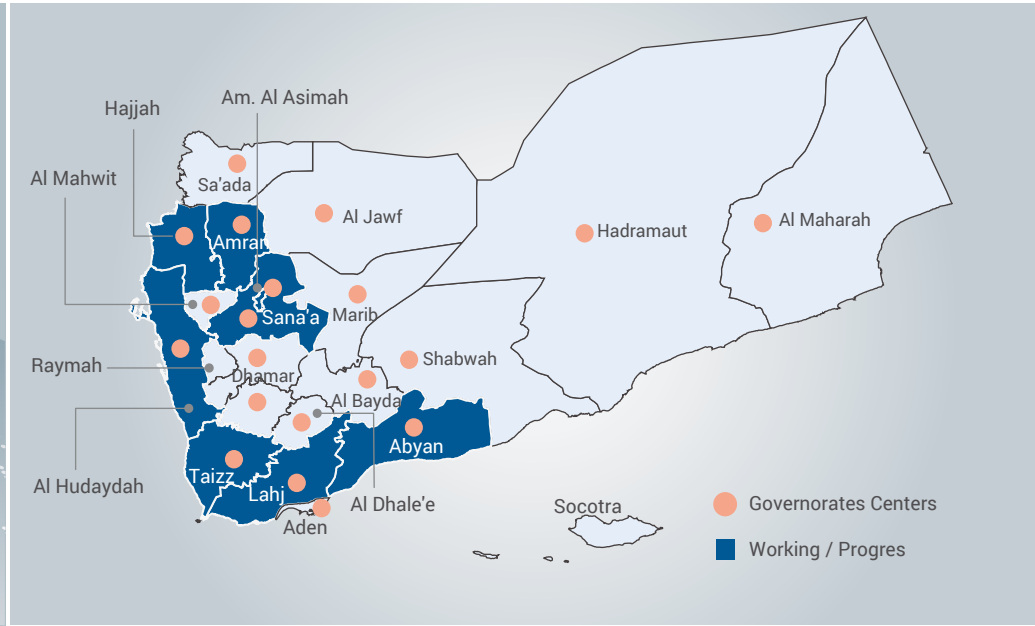 Am. Al Asimah
Hajjah
Al Mahwit
Sa'ada
Al Jawf
Al Maharah
Hadramaut
Amran
Sana'a
Marib
Shabwah
Raymah
Dhamar
Al Bayda
Abyan
Taizz
Al Hudaydah
Lahj
Al Dhale'e
Aden
Socotra
Governorates Centers
Working / Progres